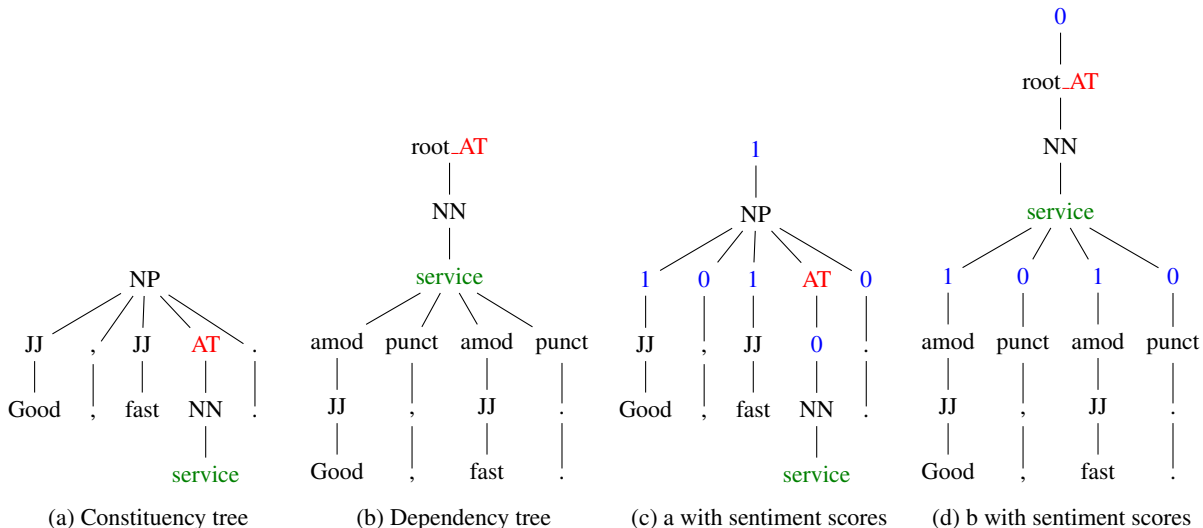 NP
JJ , JJ AT .
Good , fast NN .
service
(a) Constituency tree
root_AT
NN
service
amod punct amod punct
JJ , JJ .
Good , fast .
(b) Dependency tree
1
NP
1 0 1 AT 0
JJ , JJ 0 .
Good , fast NN .
service
(c) a with sentiment scores
0
root_AT
NN
service
1 0 1 0
amod punct amod punct
JJ , JJ .
Good , fast .
(d) b with sentiment scores